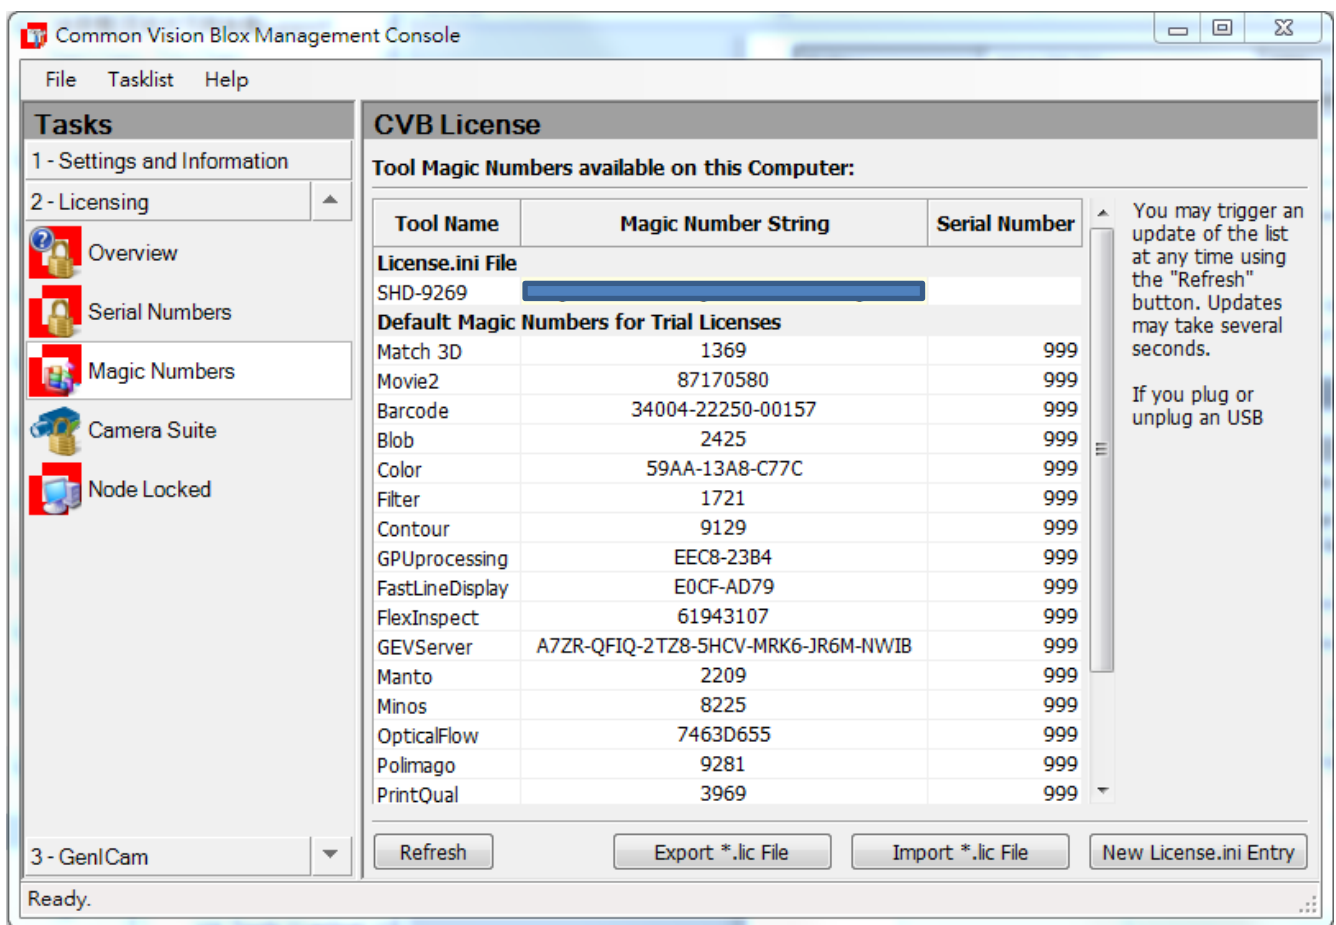 Common Vision Blox Management Console
File Tasklist Help
Tasks
1 - Settings and Information
2 - Licensing
Overview
Serial Numbers
Magic Numbers
Camera Suite
Node Locked
3 - GenICam
CVB License
Tool Magic Numbers available on this Computer:
Tool Name Magic Number String Serial Number
License.ini File
SHD-9269
Default Magic Numbers for Trial Licenses
Match 3D 1369 999
Movie2 87170580 999
Barcode 34004-22250-00157 999
Blob 2425 999
Color 59AA-13A8-C77C 999
Filter 1721 999
Contour 9129 999
GPUprocessing EEC8-23B4 999
FastLineDisplay E0CF-AD79 999
FlexInspect 61943107 999
GEVServer A7ZR-QFIQ-2TZ8-5HCV-MRK6-JR6M-NWIB 999
Manto 2209 999
Minos 8225 999
OpticalFlow 7463D655 999
Polimago 9281 999
PrintQual 3969 999
You may trigger an
update of the list
at any time using
the "Refresh"
button. Updates
may take several
seconds.
If you plug or
unplug an USB
Refresh Export *.lic File Import *.lic File New License.ini Entry
Ready.